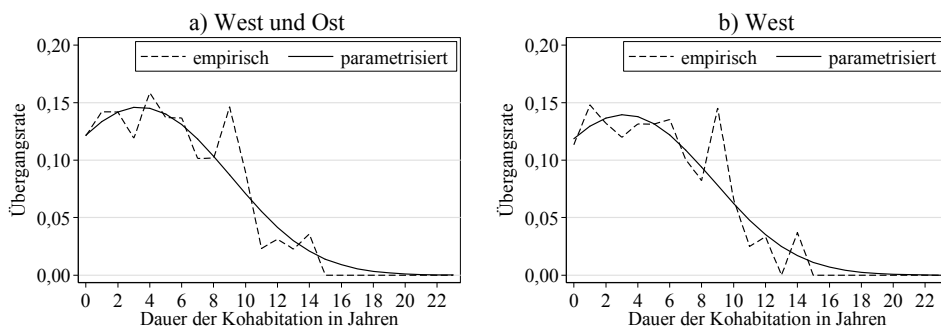 a) West und Ost
0,20
empirisch
parametrisiert
0,15
0,10
0,05
0,00
Übergangsrate
0 2 4 6 8 10 12 14 16 18 20 22
Dauer der Kohabitation in Jahren
b) West
0,20
empirisch
parametrisiert
0,15
0,10
0,05
0,00
Übergangsrate
0 2 4 6 8 10 12 14 16 18 20 22
Dauer der Kohabitation in Jahren